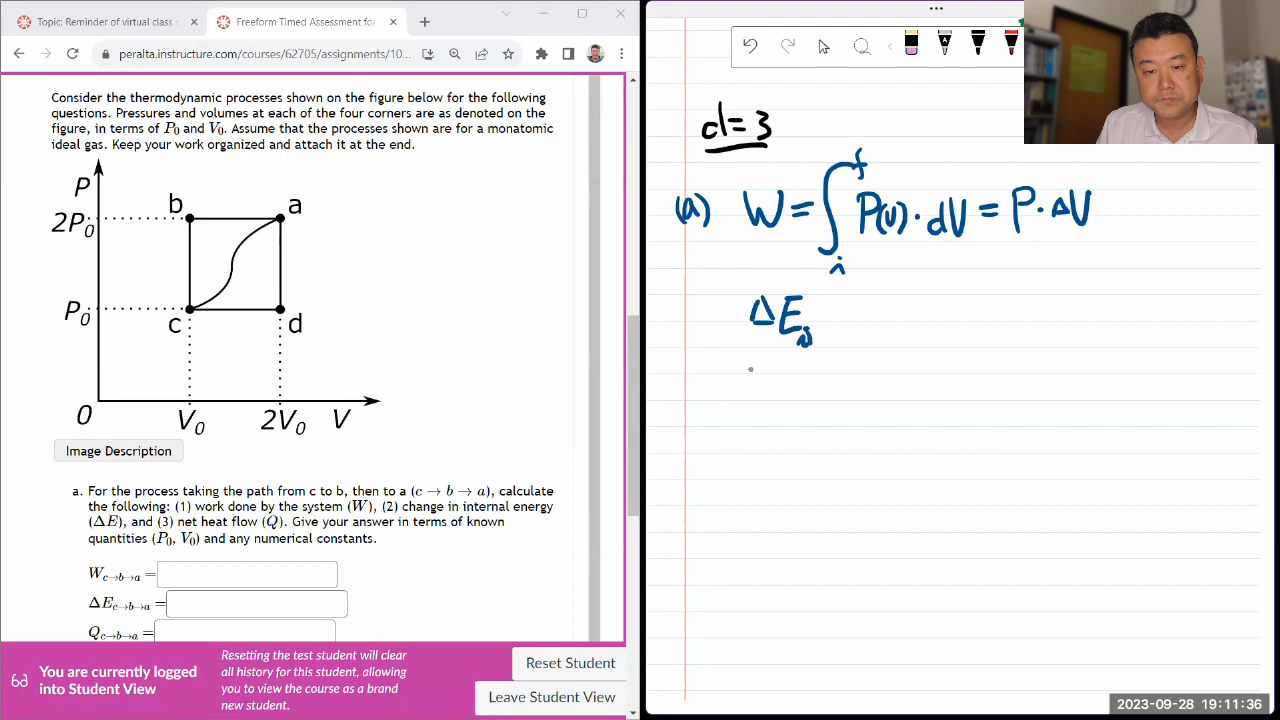 Topic: Reminder of virtual class s
Freeform Timed Assessment for
peralta.instructure.com/courses/62707/assignments/10...
Consider the thermodynamic processes shown on the figure below for the following
questions. Pressures and volumes at each of the four corners are as denoted on the
figure, in terms of P₀ and V₀. Assume that the processes shown are for a monatomic
ideal gas. Keep your work organized and attach it at the end.
P
b
a
2P₀
P₀
c
d
0
V₀
2V₀
V
Image Description
a. For the process taking the path from c to b, then to a (c → b → a), calculate
the following: (1) work done by the system (W), (2) change in internal energy
(ΔE), and (3) net heat flow (Q). Give your answer in terms of known
quantities (P₀, V₀) and any numerical constants.
W_c→b→a =
ΔE_c→b→a =
Q_c→b→a =
You are currently logged
into Student View
Resetting the test student will clear
all history for this student, allowing
you to view the course as a brand
new student.
Reset Student
Leave Student View
d=3
(a) W = ∫ᵢᶠ P(V)·dV = P·ΔV
ΔE
2023-09-28 19:11:36